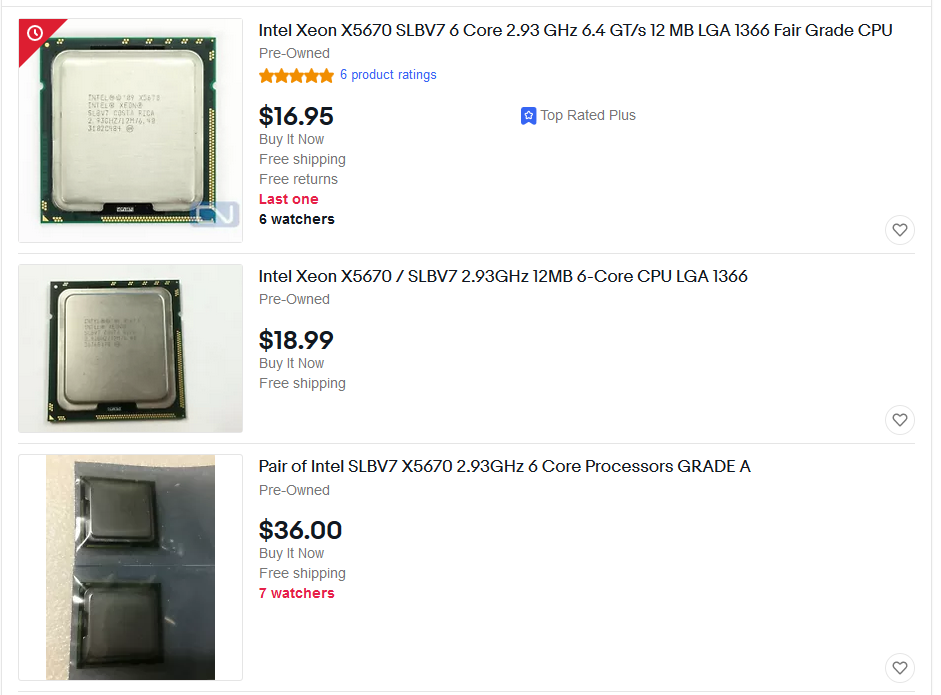 Intel Xeon X5670 SLBV7 6 Core 2.93 GHz 6.4 GT/s 12 MB LGA 1366 Fair Grade CPU
Pre-Owned
6 product ratings
$16.95
Top Rated Plus
Buy It Now
Free shipping
Free returns
Last one
6 watchers
INTEL® '09 X5670
INTEL® XEON®
SLBV7 COSTA RICA
2.93GHZ/12M/6.40
CN
Intel Xeon X5670 / SLBV7 2.93GHz 12MB 6-Core CPU LGA 1366
Pre-Owned
$18.99
Buy It Now
Free shipping
Pair of Intel SLBV7 X5670 2.93GHz 6 Core Processors GRADE A
Pre-Owned
$36.00
Buy It Now
Free shipping
7 watchers